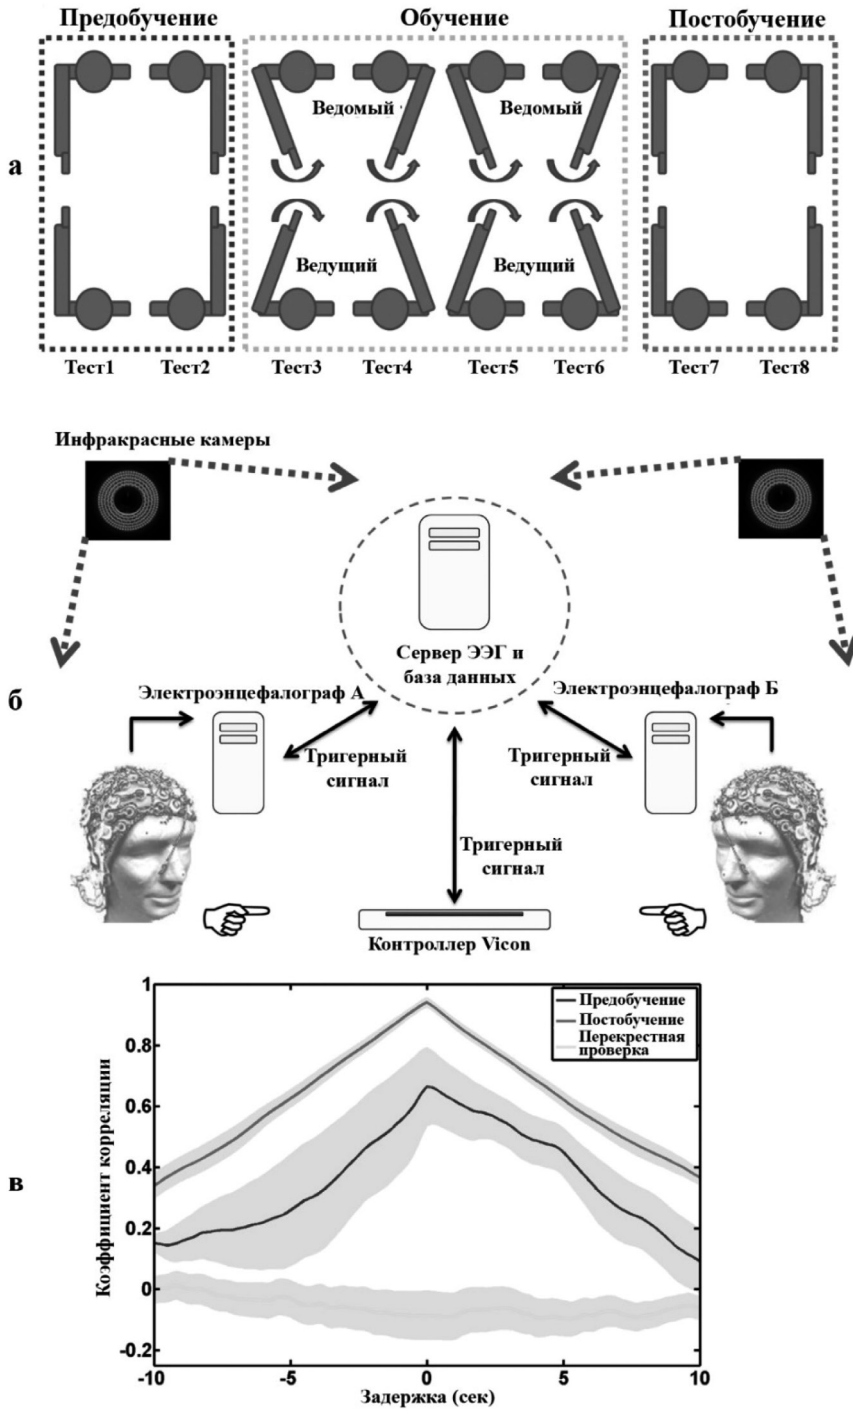 Предобучение Обучение Постобучение
Ведомый Ведомый
а
Ведущий Ведущий
Тест1 Тест2 Тест3 Тест4 Тест5 Тест6 Тест7 Тест8
Инфракрасные камеры
Сервер ЭЭГ и
база данных
б
Электроэнцефалограф А
Электроэнцефалограф Б
Тригерный
сигнал
Тригерный
сигнал
Тригерный
сигнал
Контроллер Vicon
в
Коэффициент корреляции
1
0.8
0.6
0.4
0.2
0
-0.2
Предобучение
Постобучение
Перекрестная
проверка
-10 -5 0 5 10
Задержка (сек)